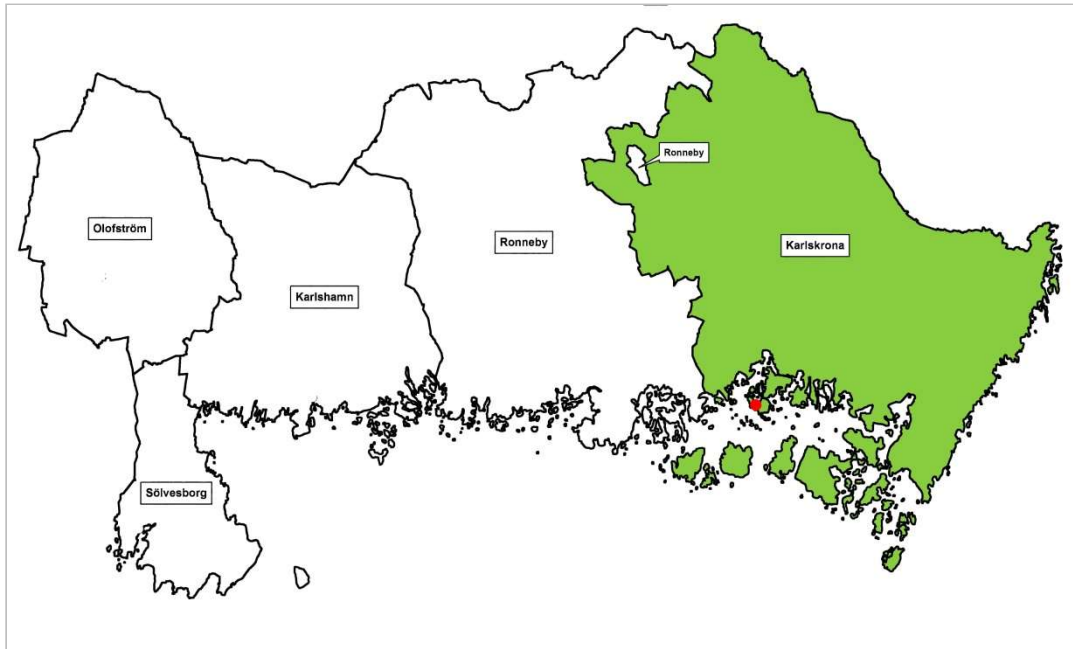 Ronneby
Olofström
Ronneby
Karlskrona
Karlshamn
Sölvesborg